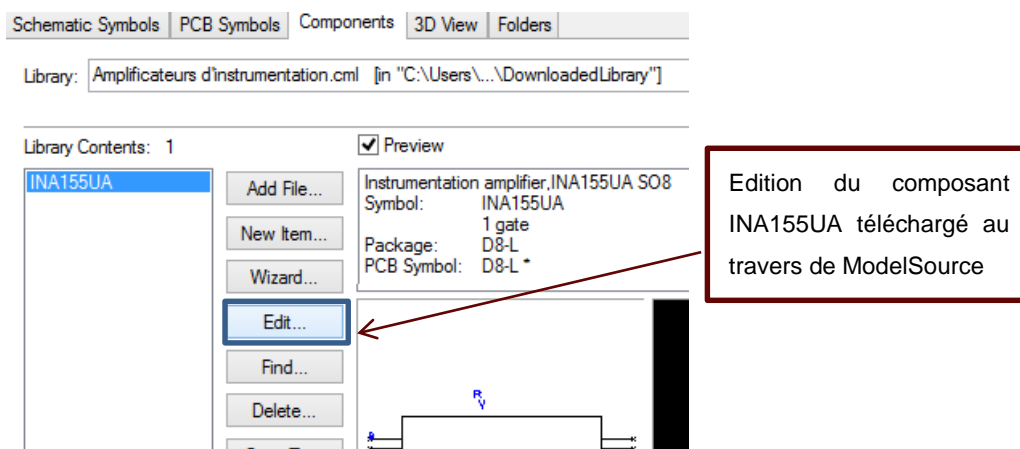 Schematic Symbols PCB Symbols Components 3D View Folders
Library: Amplificateurs d'instrumentation.cml [in "C:\Users\...\DownloadedLibrary"]
Library Contents: 1
Preview
INA155UA
Add File...
New Item...
Wizard...
Edit...
Find...
Delete...
Instrumentation amplifier,INA155UA SO8
Symbol: INA155UA
1 gate
Package: D8-L
PCB Symbol: D8-L *
R
Y
Edition du composant
INA155UA téléchargé au
travers de ModelSource